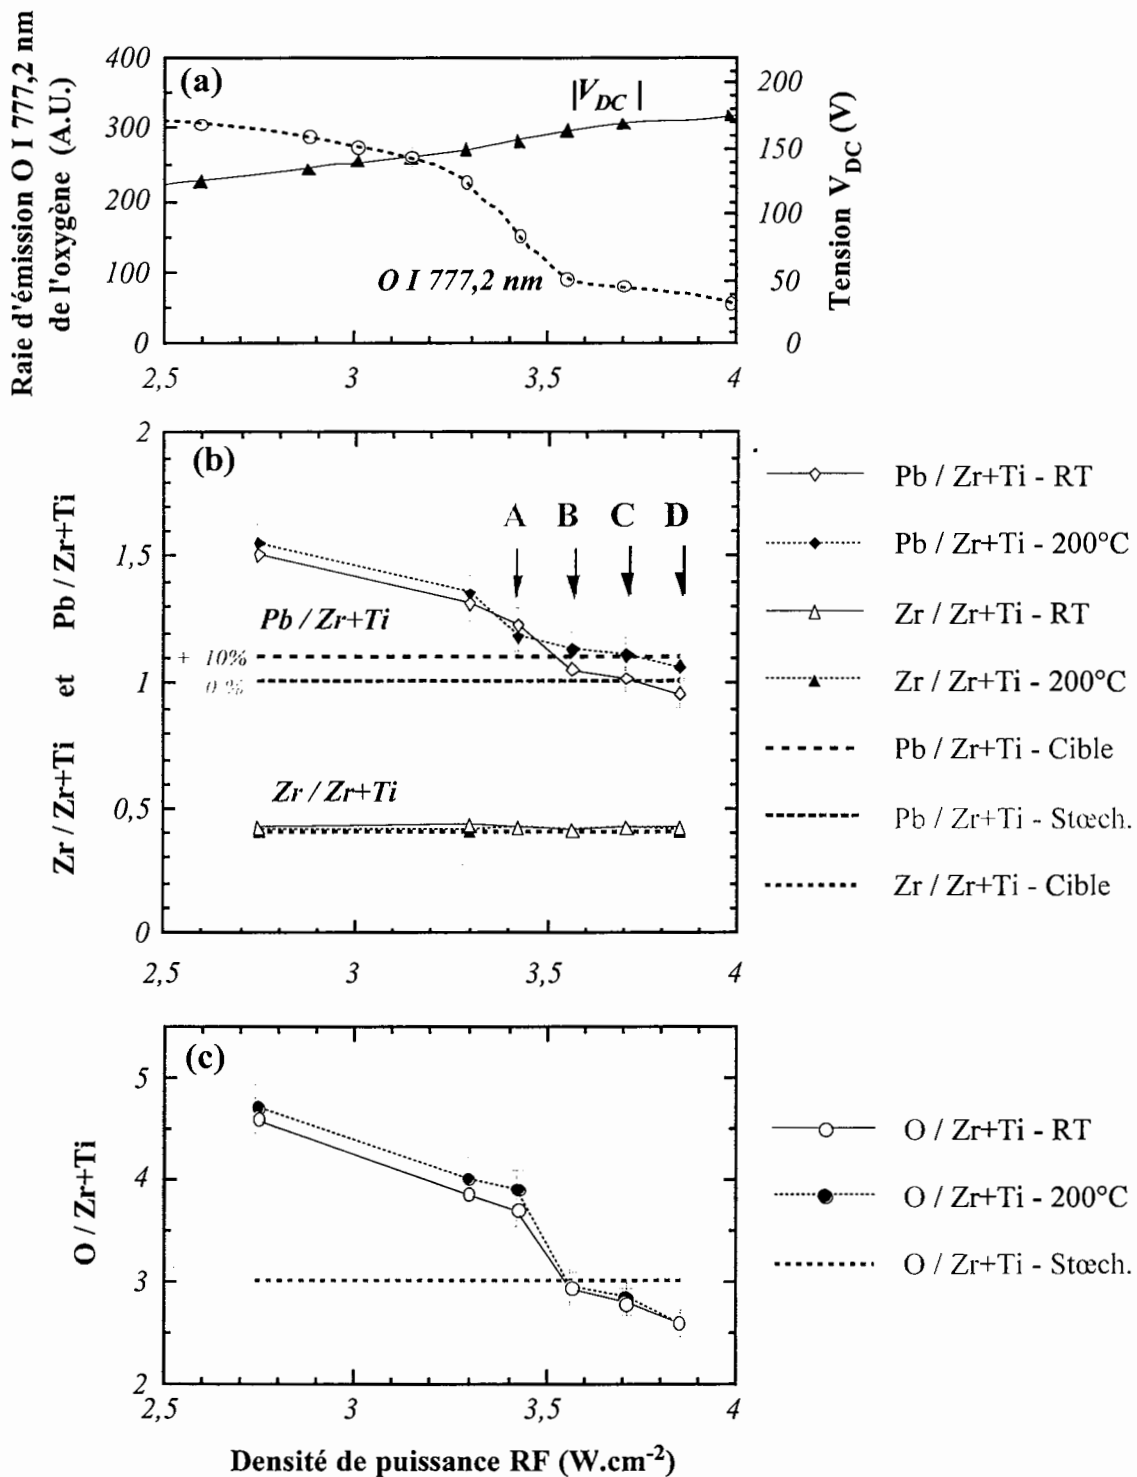 Raie d'émission O I 777,2 nm
de l'oxygène (A.U.)
400
300
200
100
0
(a)
|V_DC|
O I 777,2 nm
200
150
100
50
0
Tension V_DC (V)
2,5
3
3,5
4
Zr / Zr+Ti et Pb / Zr+Ti
2
1,5
1
0,5
0
(b)
A B C D
Pb / Zr+Ti
+ 10%
0 %
Zr / Zr+Ti
2,5
3
3,5
4
Pb / Zr+Ti - RT
Pb / Zr+Ti - 200°C
Zr / Zr+Ti - RT
Zr / Zr+Ti - 200°C
Pb / Zr+Ti - Cible
Pb / Zr+Ti - Stœch.
Zr / Zr+Ti - Cible
O / Zr+Ti
5
4
3
2
(c)
2,5
3
3,5
4
O / Zr+Ti - RT
O / Zr+Ti - 200°C
O / Zr+Ti - Stœch.
Densité de puissance RF (W.cm⁻²)